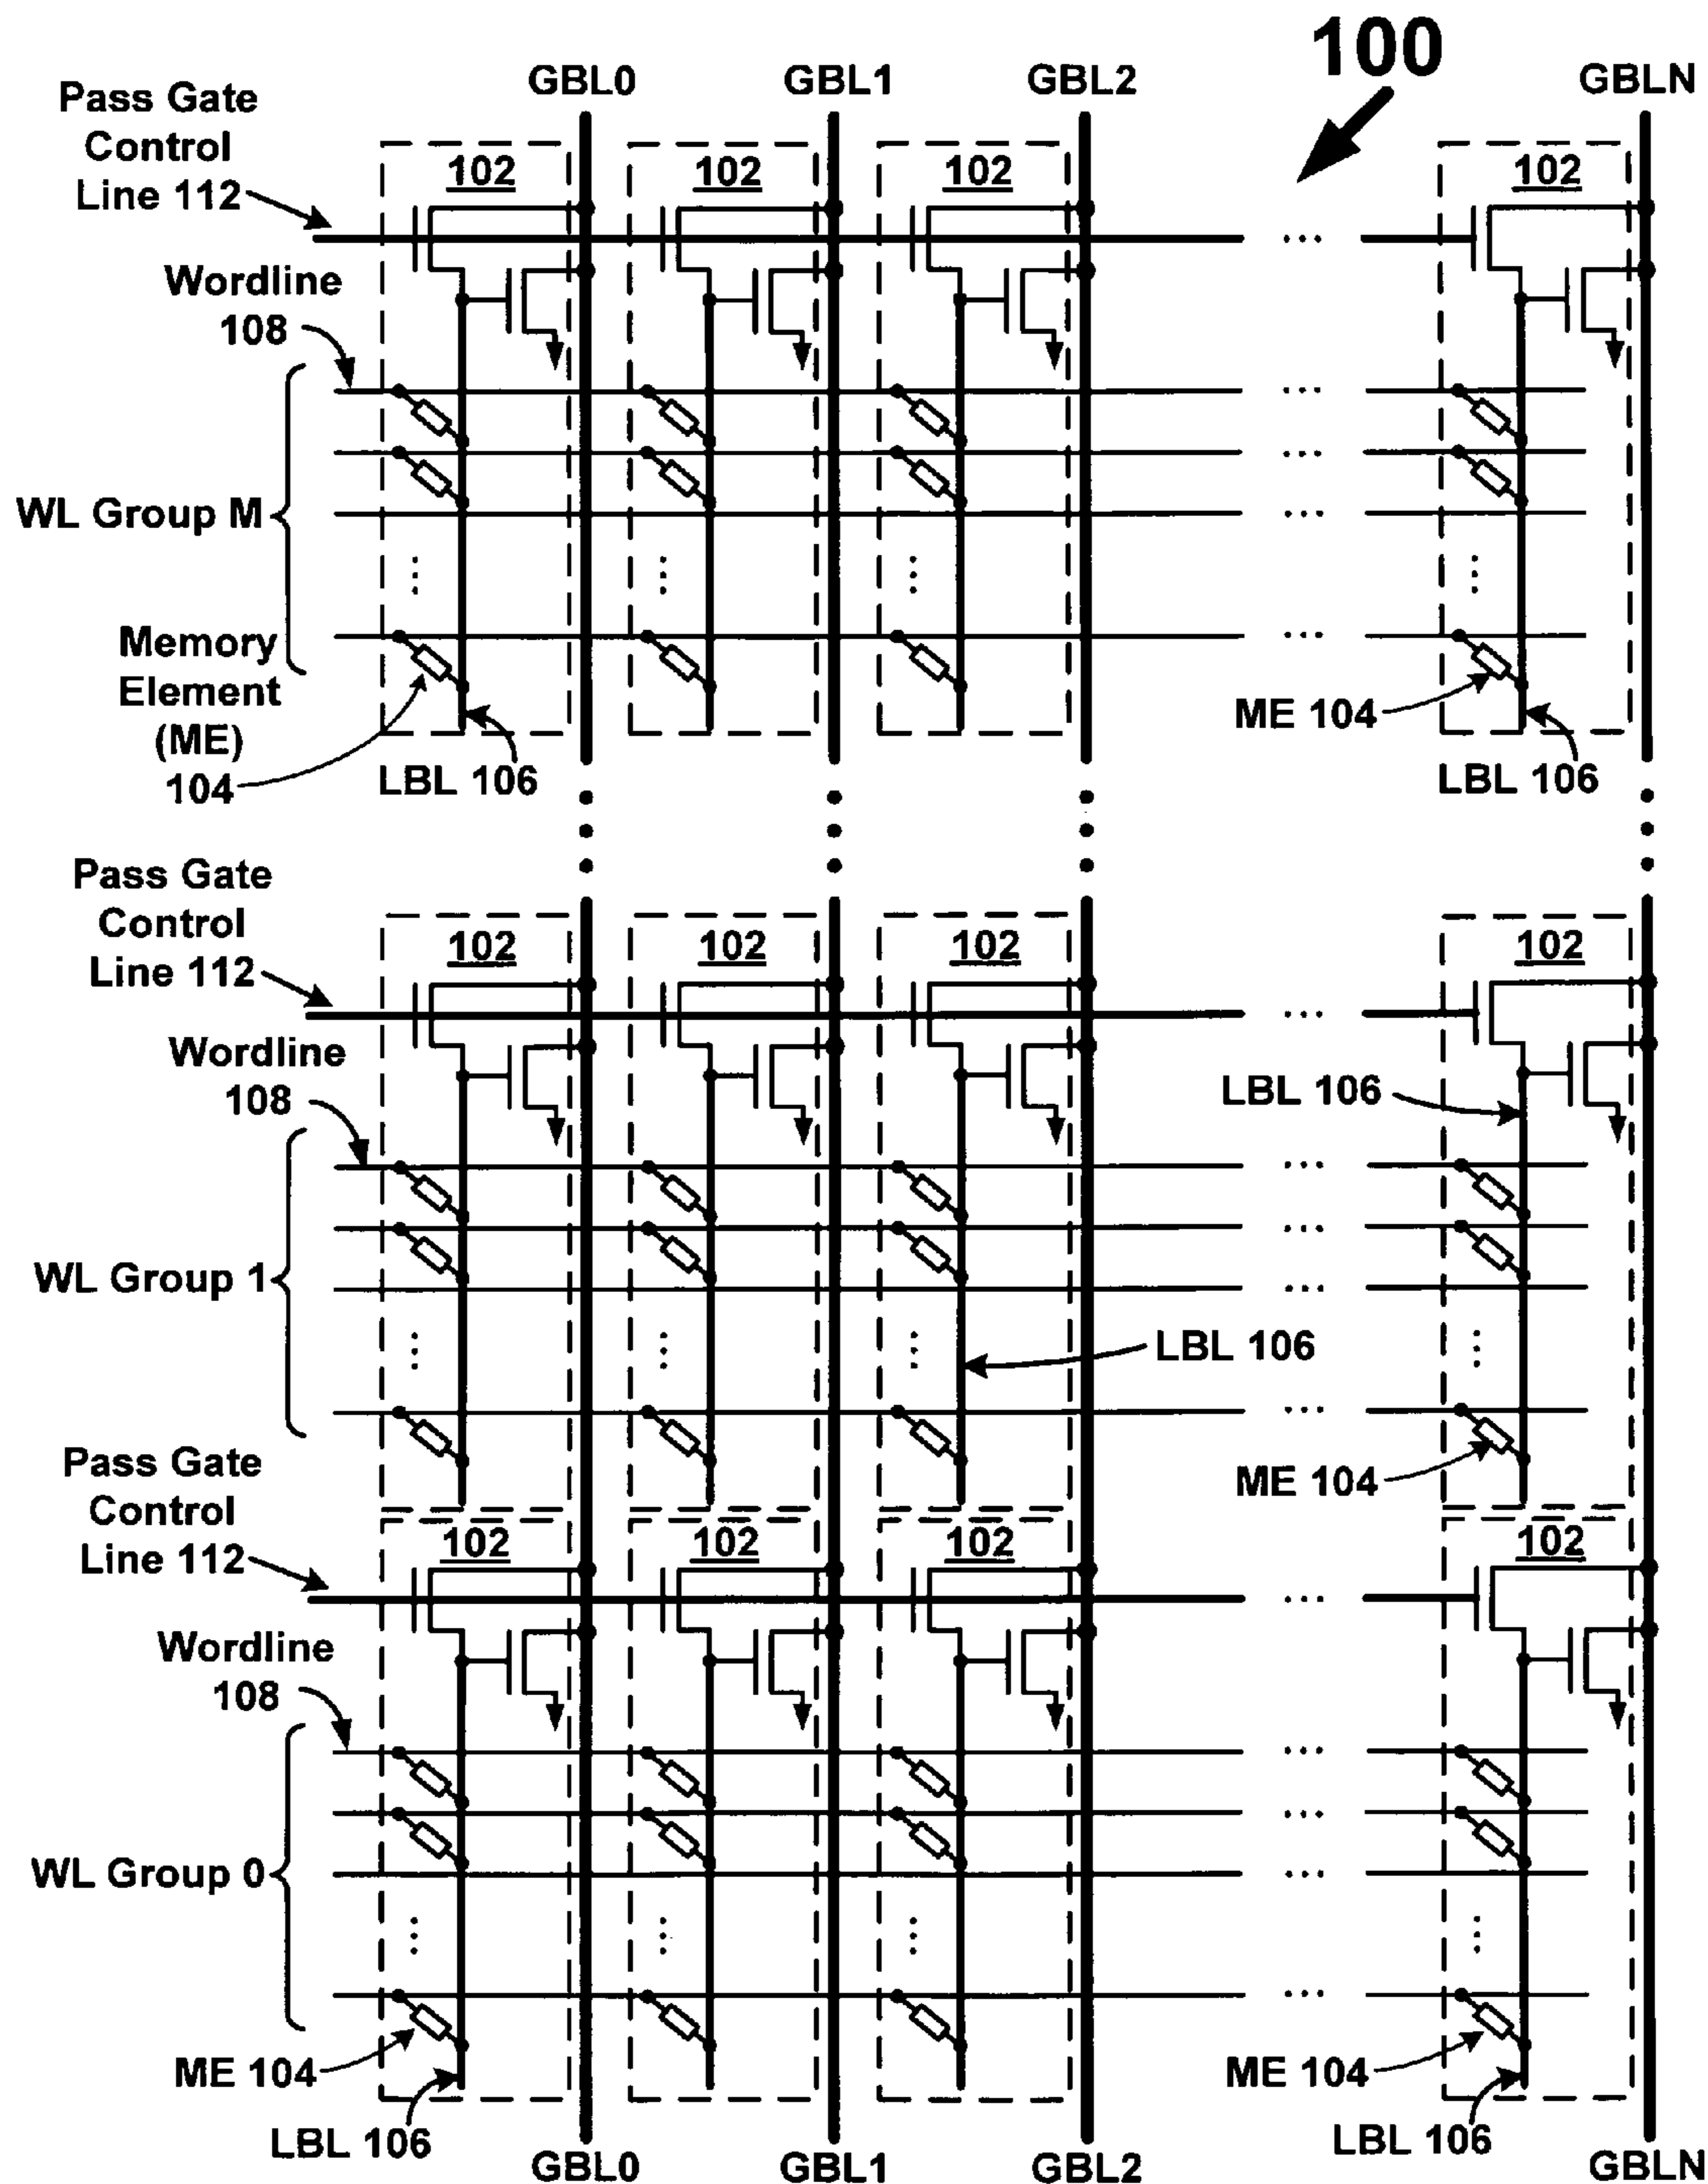 100
GBL0 GBL1 GBL2 GBLN
Pass Gate
Control
Line 112
102 102 102 102
Wordline
108
...
...
...
WL Group M
...
...
Memory
Element
(ME)
104
LBL 106
ME 104
LBL 106
Pass Gate
Control
Line 112
102 102 102 102
...
Wordline
108
LBL 106
...
...
WL Group 1
...
LBL 106
...
ME 104
Pass Gate
Control
Line 112
102 102 102 102
...
Wordline
108
...
...
WL Group 0
...
...
ME 104
LBL 106
ME 104
LBL 106
GBL0 GBL1 GBL2 GBLN